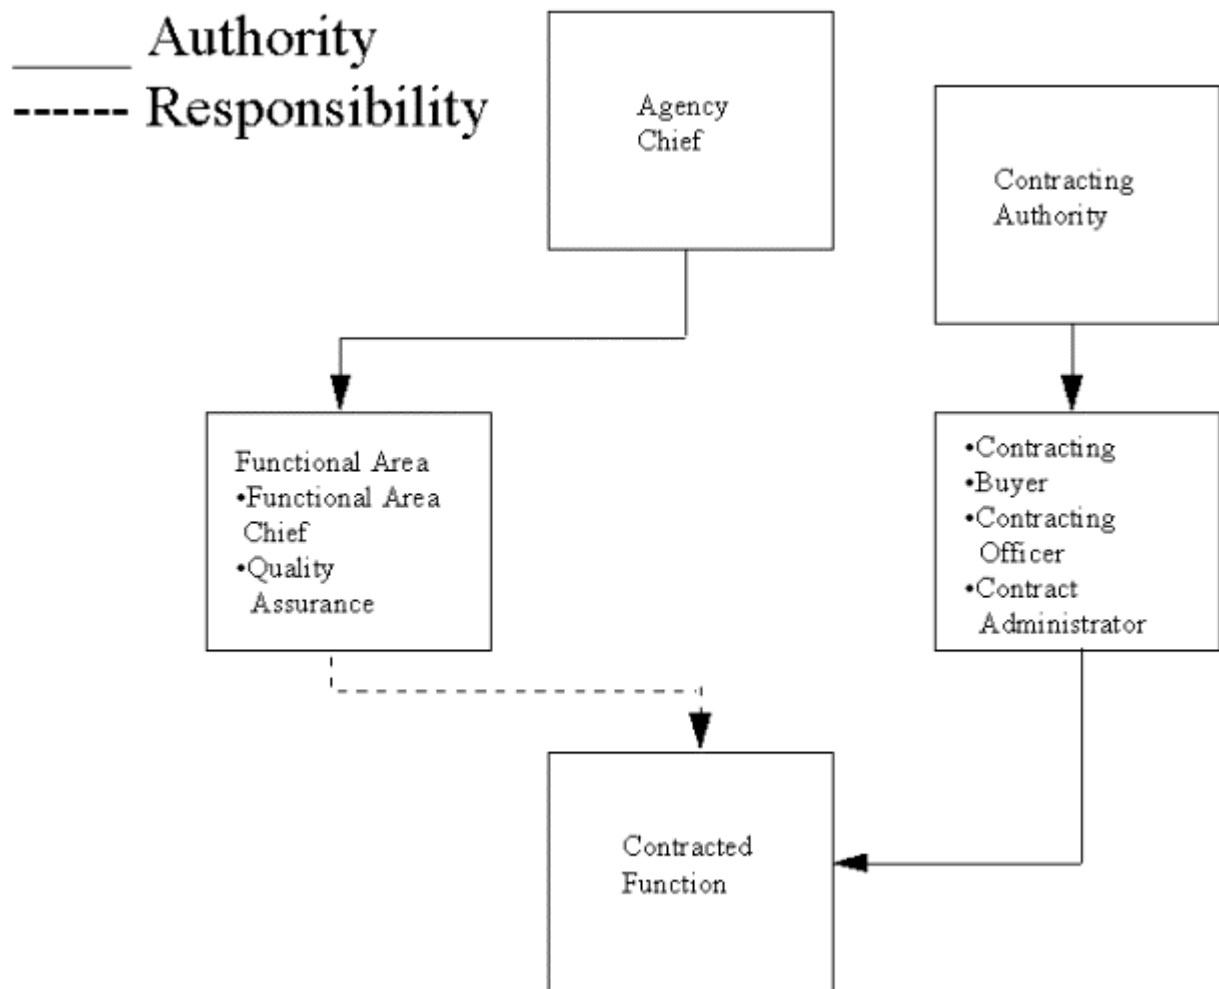 Authority
Responsibility
Agency
Chief
Contracting
Authority
Functional Area
•Functional Area
Chief
•Quality
Assurance
•Contracting
•Buyer
•Contracting
Officer
•Contract
Administrator
Contracted
Function